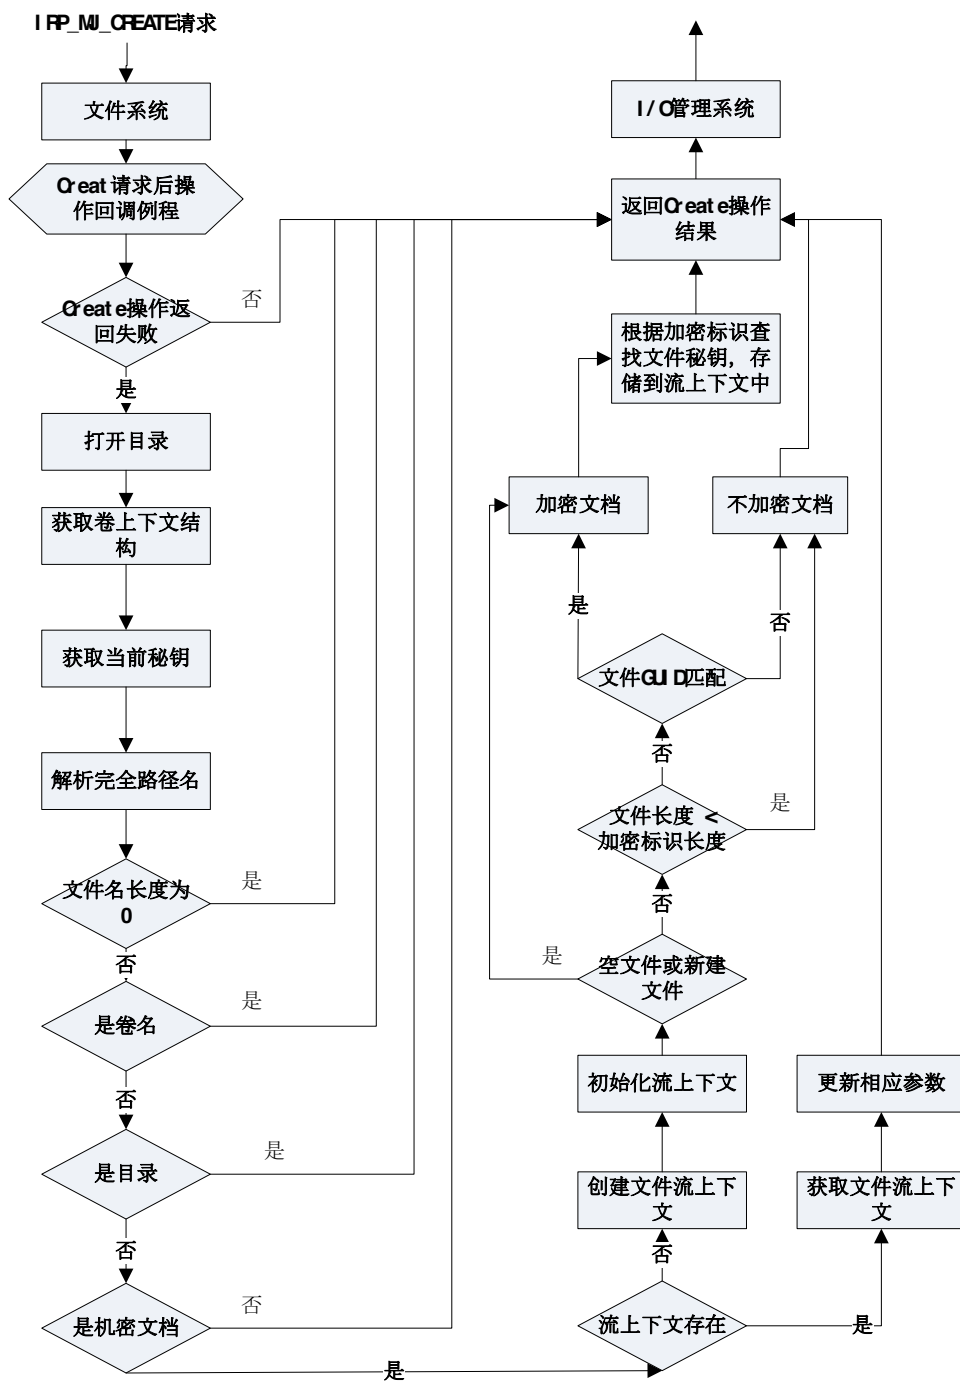 IRP_MJ_CREATE请求
文件系统
Creat请求后操
作回调例程
Create操作返
回失败
否
是
打开目录
获取卷上下文结
构
获取当前秘钥
解析完全路径名
文件名长度为
0
是
否
是卷名
是
否
是目录
是
否
是机密文档
否
是
I/O管理系统
返回Create操作
结果
根据加密标识查
找文件秘钥，存
储到流上下文中
加密文档
不加密文档
是
否
文件GUID匹配
否
文件长度 <
加密标识长度
是
否
空文件或新建
文件
是
初始化流上下文
更新相应参数
创建文件流上下
文
获取文件流上下
文
否
流上下文存在
是